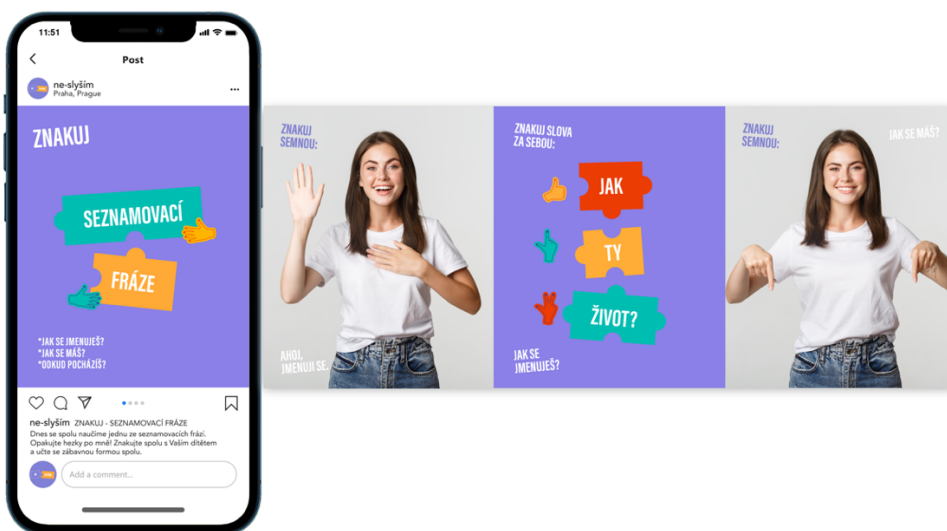 11:51
Post
ne-slyším
Praha, Prague
ZNAKUJ
SEZNAMOVACÍ
FRÁZE
*JAK SE JMENUJEŠ?
*JAK SE MÁŠ?
*ODKUD POCHÁZÍŠ?
ne-slyším ZNAKUJ - SEZNAMOVACÍ FRÁZE
Dnes se spolu naučíme jednu ze seznamovacích frází.
Opakujte hezky po mně! Znakujte spolu s Vaším dítětem
a učte se zábavnou formou spolu.
Add a comment...
ZNAKUJ
SEMNOU:
AHOJ,
JMENUJI SE.
ZNAKUJ SLOVA
ZA SEBOU:
JAK
TY
ŽIVOT?
JAK SE
JMENUJEŠ?
ZNAKUJ
SEMNOU:
JAK SE MÁŠ?